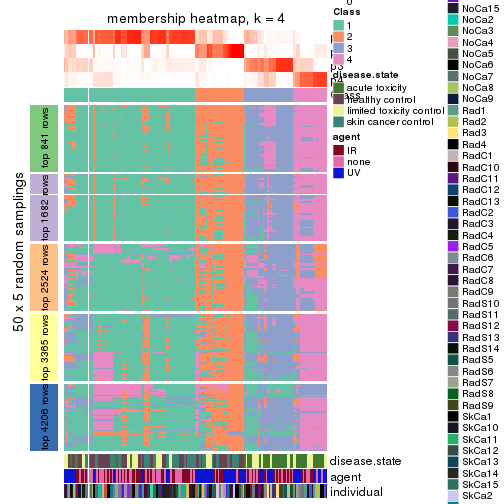 membership heatmap, k = 4
50 x 5 random samplings
top 841 rows
top 1682 rows
top 2524 rows
top 3365 rows
top 4206 rows
disease.state
agent
individual
Class
1
2
3
4
disease.state
acute toxicity
healthy control
limited toxicity control
skin cancer control
agent
IR
none
UV
NoCa15
NoCa2
NoCa3
NoCa4
NoCa5
NoCa6
NoCa7
NoCa8
NoCa9
Rad1
Rad2
Rad3
Rad4
RadC1
RadC10
RadC11
RadC12
RadC13
RadC2
RadC3
RadC4
RadC5
RadC6
RadC7
RadC8
RadC9
RadS10
RadS11
RadS12
RadS13
RadS14
RadS5
RadS6
RadS7
RadS8
RadS9
SkCa1
SkCa10
SkCa11
SkCa12
SkCa13
SkCa14
SkCa15
SkCa2